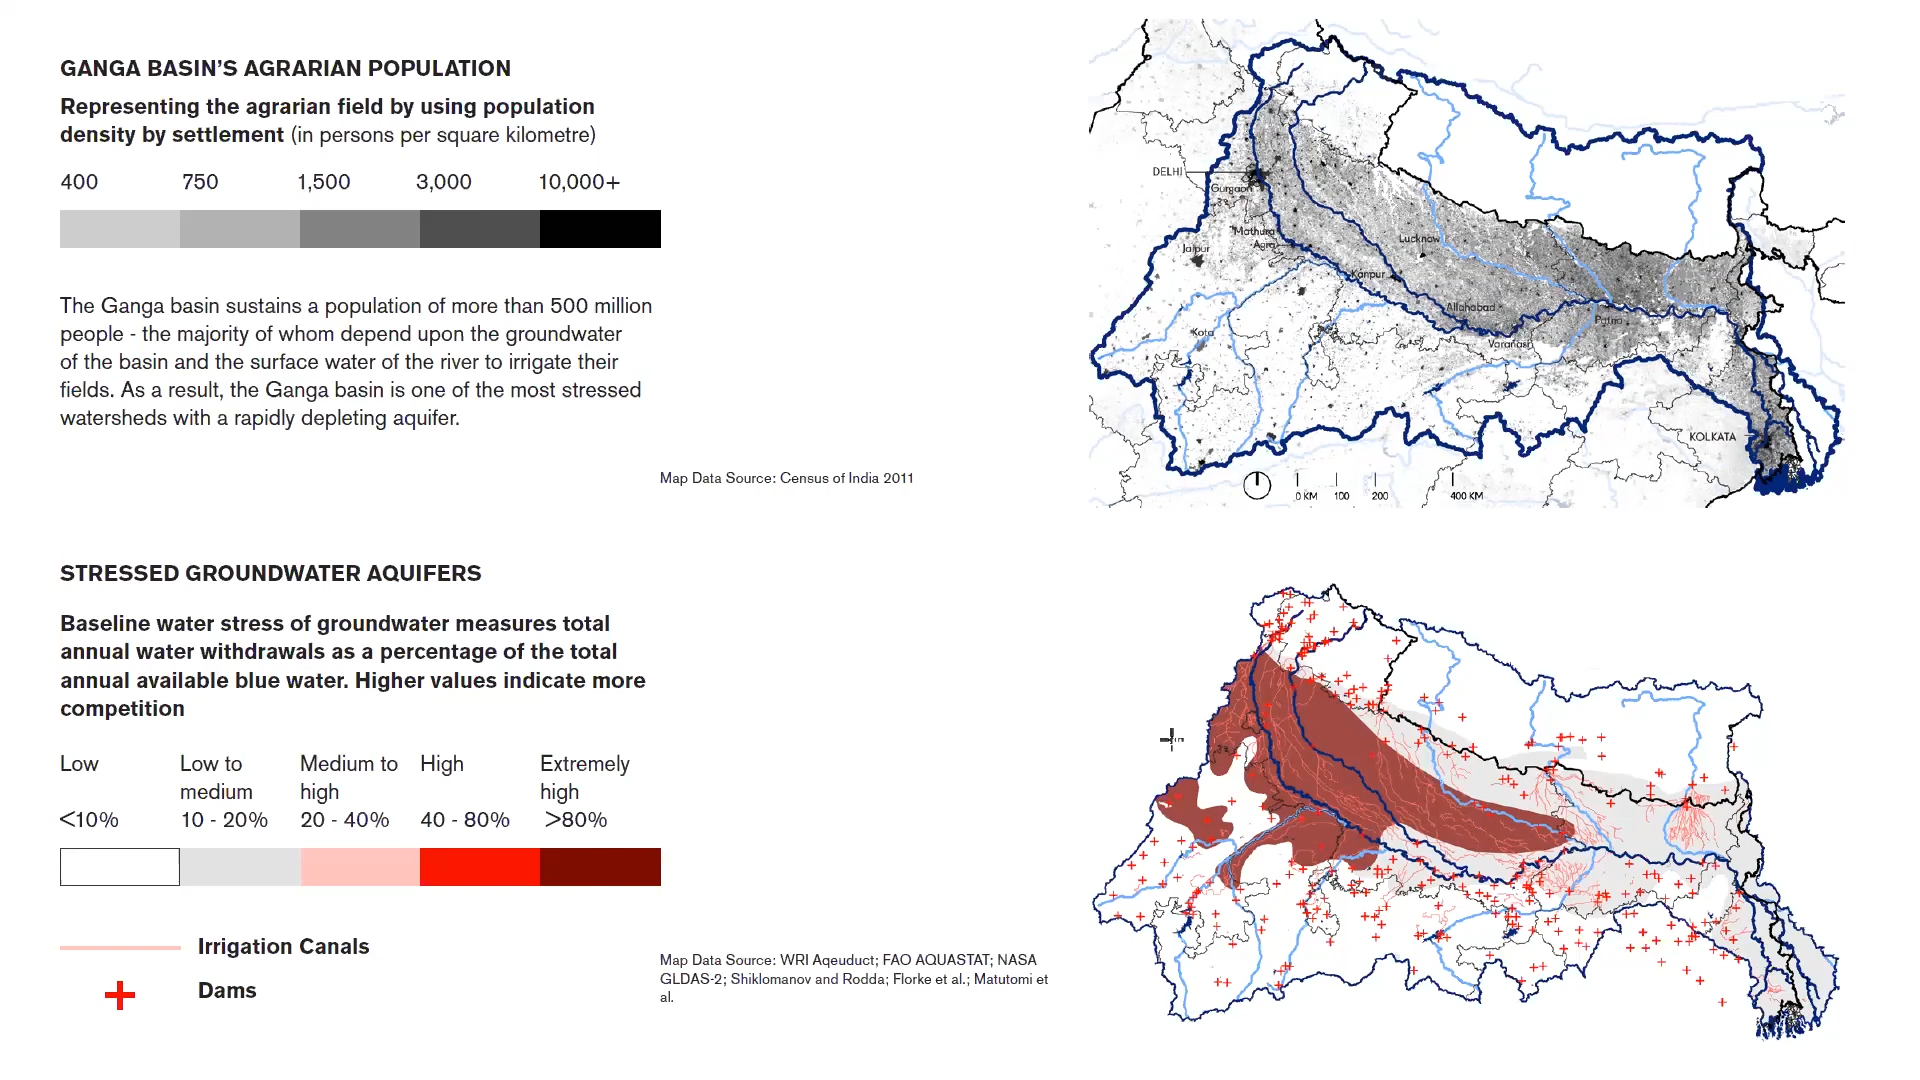 GANGA BASIN'S AGRARIAN POPULATION
Representing the agrarian field by using population
density by settlement (in persons per square kilometre)
400 750 1,500 3,000 10,000+
The Ganga basin sustains a population of more than 500 million
people - the majority of whom depend upon the groundwater
of the basin and the surface water of the river to irrigate their
fields. As a result, the Ganga basin is one of the most stressed
watersheds with a rapidly depleting aquifer.
Map Data Source: Census of India 2011
DELHI
Gurgaon
Mathura
Agra
Jaipur
Lucknow
Kanpur
Allahabad
Kota
Patna
Varanasi
KOLKATA
0 KM 100 200 400 KM
STRESSED GROUNDWATER AQUIFERS
Baseline water stress of groundwater measures total
annual water withdrawals as a percentage of the total
annual available blue water. Higher values indicate more
competition
Low Low to Medium to High Extremely
medium high high
<10% 10 - 20% 20 - 40% 40 - 80% >80%
Irrigation Canals
Dams
Map Data Source: WRI Aqeuduct; FAO AQUASTAT; NASA
GLDAS-2; Shiklomanov and Rodda; Florke et al.; Matutomi et
al.